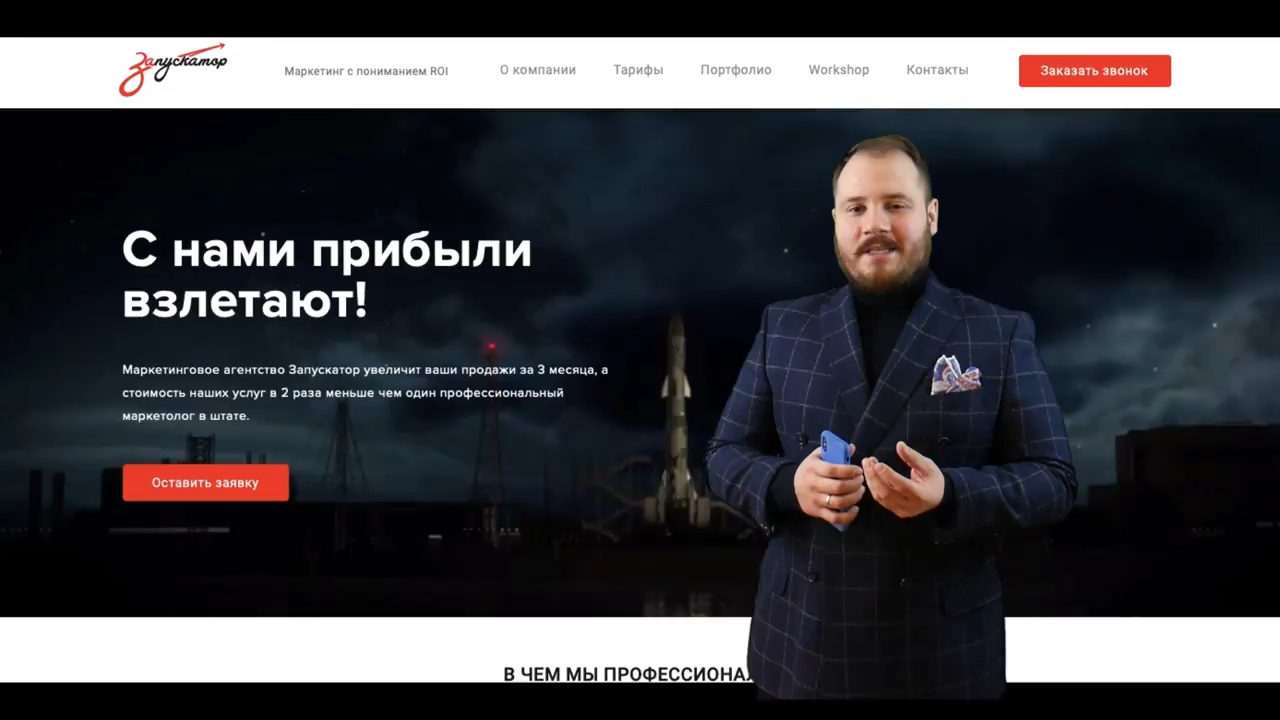 Запускатор
Маркетинг с пониманием ROI
О компании
Тарифы
Портфолио
Workshop
Контакты
Заказать звонок
С нами прибыли
взлетают!
Маркетинговое агентство Запускатор увеличит ваши продажи за 3 месяца, а
стоимость наших услуг в 2 раза меньше чем один профессиональный
маркетолог в штате.
Оставить заявку
В ЧЕМ МЫ